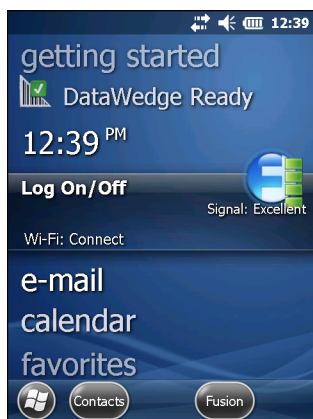 12:39
getting started
DataWedge Ready
12:39 PM
Log On/Off
Signal: Excellent
Wi-Fi: Connect
e-mail
calendar
favorites
Contacts
Fusion